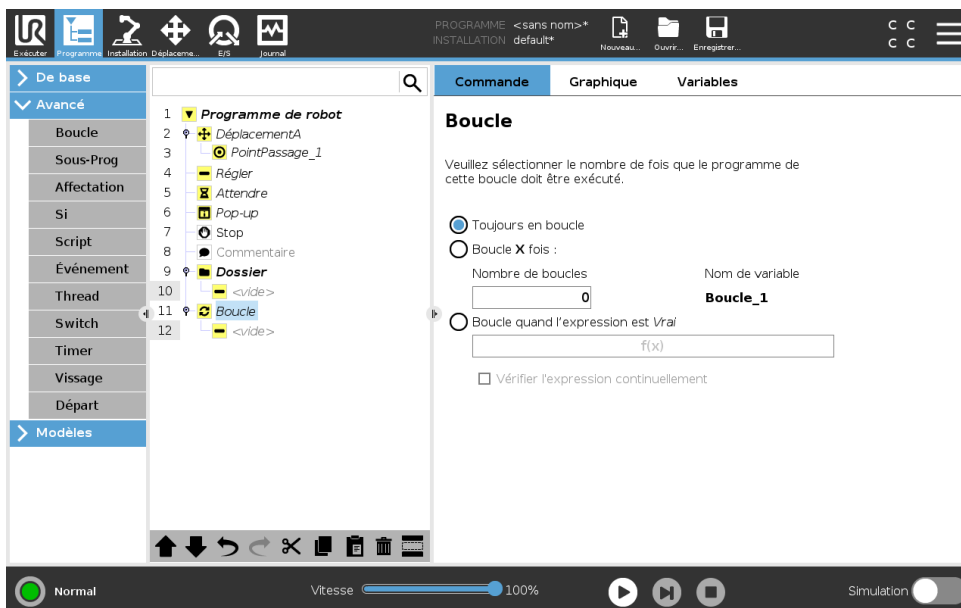 UR
PROGRAMME <sans nom>*
INSTALLATION default*
C C
C C
Exécuter Programme Installation Déplaceme... E/S Journal
Nouveau... Ouvrir... Enregistrer...
De base
Avancé
Boucle
Sous-Prog
Affectation
Si
Script
Événement
Thread
Switch
Timer
Vissage
Départ
Modèles
1 Programme de robot
2 DéplacementA
3 PointPassage_1
4 Régler
5 Attendre
6 Pop-up
7 Stop
8 Commentaire
9 Dossier
10 <vide>
11 Boucle
12 <vide>
Commande Graphique Variables
Boucle
Veuillez sélectionner le nombre de fois que le programme de
cette boucle doit être exécuté.
Toujours en boucle
Boucle X fois :
Nombre de boucles Nom de variable
0 Boucle_1
Boucle quand l'expression est Vrai
f(x)
Vérifier l'expression continuellement
Normal Vitesse 100% Simulation